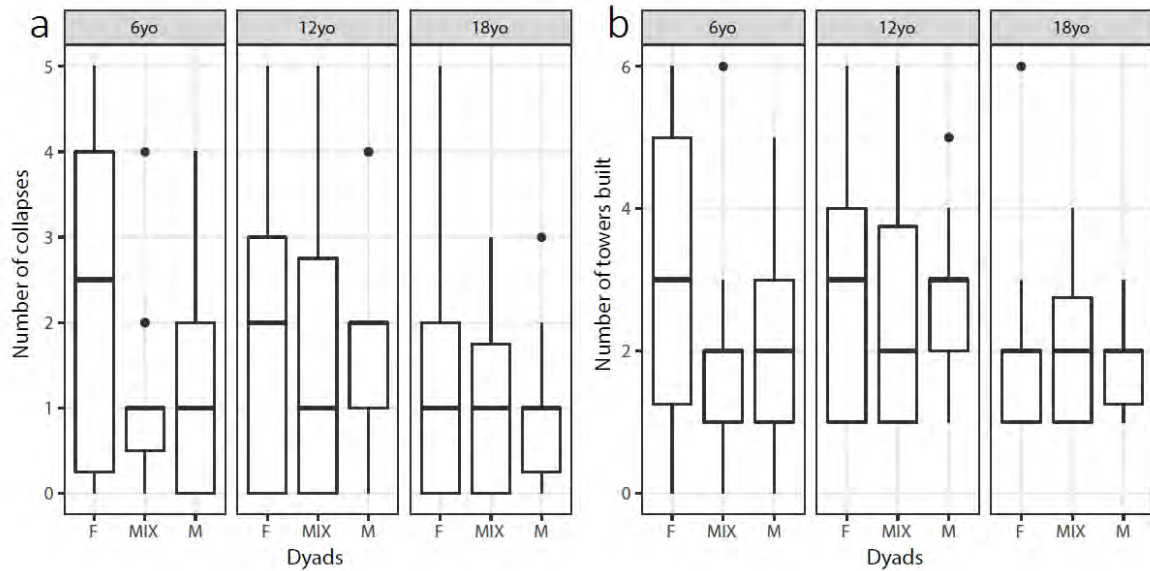 a
6yo 12yo 18yo
Number of collapses
5
4
3
2
1
0
F MIX M F MIX M F MIX M
Dyads
b
6yo 12yo 18yo
Number of towers built
6
4
2
0
F MIX M F MIX M F MIX M
Dyads